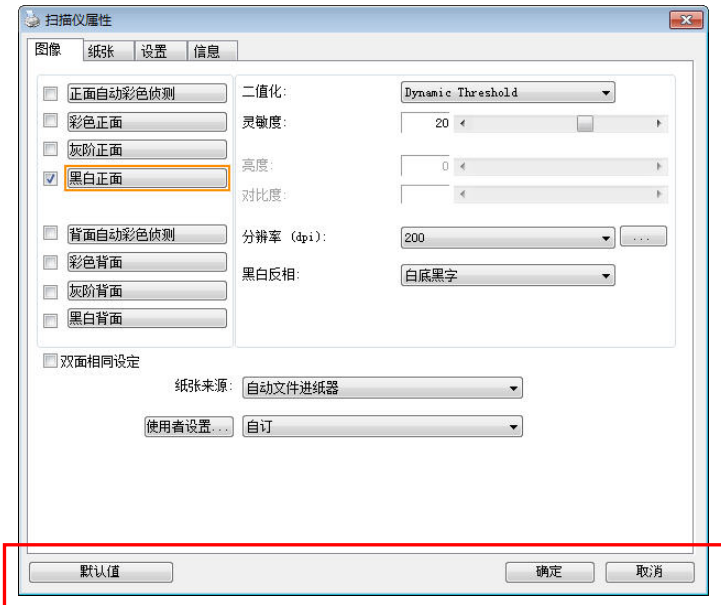 扫描仪属性
图像 纸张 设置 信息
正面自动彩色侦测
彩色正面
灰阶正面
黑白正面
背面自动彩色侦测
彩色背面
灰阶背面
黑白背面
二值化: Dynamic Threshold
灵敏度: 20
亮度: 0
对比度:
分辨率 (dpi): 200 ...
黑白反相: 白底黑字
双面相同设定
纸张来源: 自动文件进纸器
使用者设置... 自订
默认值 确定 取消